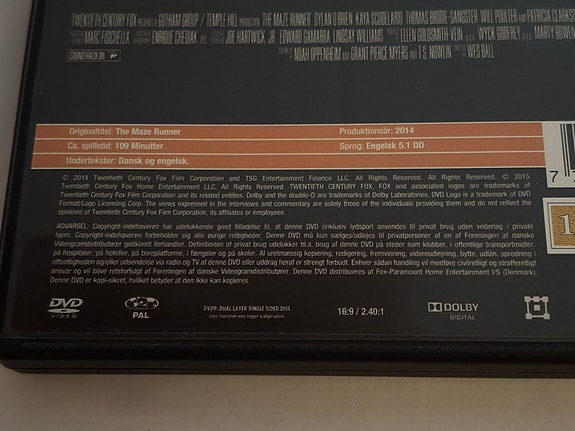 TWENTIETH CENTURY FOX PRESENTS A GOTHAM GROUP / TEMPLE HILL PRODUCTION THE MAZE RUNNER DYLAN O'BRIEN KAYA SCODELARIO THOMAS BRODIE-SANGSTER WILL POULTER AND PATRICIA CLARKSON
MARC FISICHELLA ENRIQUE CHEDIAK JOE HARTWICK JR EDWARD GAMARRA LINDSAY WILLIAMS ELLEN GOLDSMITH-VEIN WYCK GODFREY MARTY BOWEN
SOUNDTRACK ON NOAH OPPENHEIM AND GRANT PIERCE MYERS AND T.S. NOWLIN WES BALL
Originaltitel: The Maze Runner Produktionsår: 2014
Ca. spilletid: 109 Minutter Sprog: Engelsk 5.1 DD
Undertekster: Dansk og engelsk.
© 2014 Twentieth Century Fox Film Corporation and TSG Entertainment Finance LLC. All Rights Reserved. © 2015
Twentieth Century Fox Home Entertainment LLC. All Rights Reserved. TWENTIETH CENTURY FOX, FOX and associated logos are trademarks of
Twentieth Century Fox Film Corporation and its related entities. Dolby and the double-D are trademarks of Dolby Laboratories. DVD Logo is a trademark of DVD
Format/Logo Licensing Corp. The views expressed in the interviews and commentary are solely those of the individuals providing them and do not reflect the
opinions of Twentieth Century Fox Film Corporation, its affiliates or employees.
ADVARSEL: Copyright-indehaveren har udelukkende givet tilladelse til, at denne DVD (inklusive lydspor) anvendes til privat brug uden vederlag i private
hjem. Copyright-indehaveren forbeholder sig alle øvrige rettigheder. Denne DVD må kun sælges/udlejes til privatpersoner af en af Foreningen af danske
Videogramdistributører godkendt forhandler. Definitionen af privat brug udelukker bl.a. brug af denne DVD på steder som klubber, i offentlige transportmidler,
på hospitaler, på hoteller, på boreplatforme, i fængsler og på skoler. Al uretmæssig kopiering, redigering, fremvisning, videreudlejning, bytte, udlån, spredning i
offentligheden og/eller udsendelse via radio og TV af denne DVD eller uddrag heraf er strengt forbudt. Enhver sådan handling vil medføre civilretligt og strafferetligt
ansvar og vil blive retsforfulgt af Foreningen af danske Videogramdistributører. Denne DVD distribueres af Fox-Paramount Home Entertainment I/S (Danmark).
Denne DVD er kopi-sikret, hvilket betyder at den ikke kan kopieres.
DVD VIDEO PAL DVD9: DUAL LAYER SINGLE SIDED DISC 16:9 / 2.40:1 DOLBY DIGITAL
Layer transition may trigger a slight pause
7
1